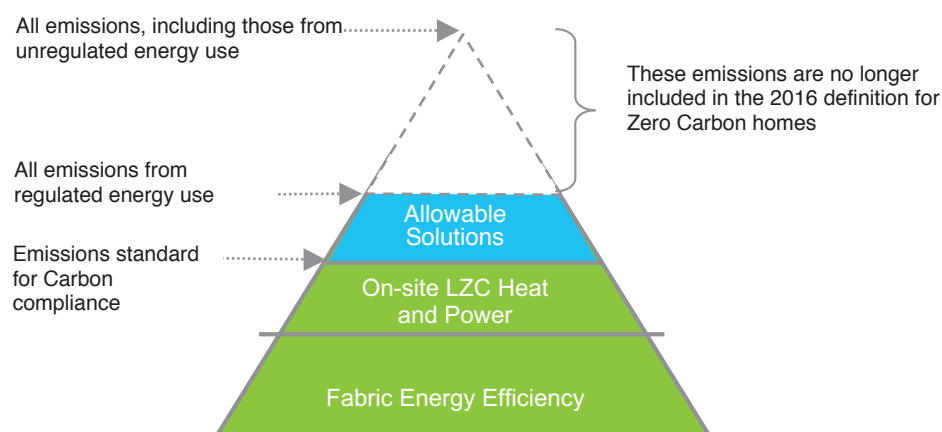 All emissions, including those from
unregulated energy use
These emissions are no longer
included in the 2016 definition for
Zero Carbon homes
All emissions from
regulated energy use
Allowable
Solutions
Emissions standard
for Carbon
compliance
On-site LZC Heat
and Power
Fabric Energy Efficiency